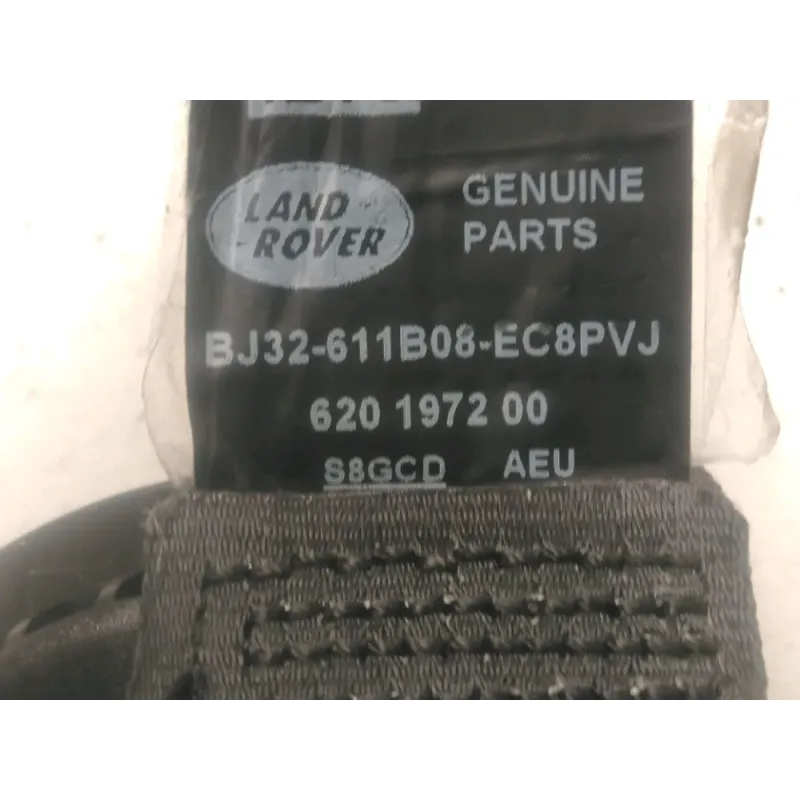 LAND
ROVER
GENUINE
PARTS
BJ32-611B08-EC8PVJ
620 1972 00
S8GCD AEU